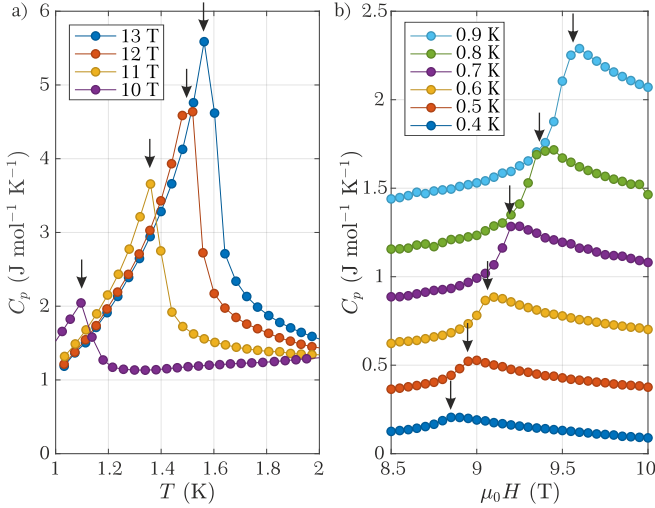 a)
13 T
12 T
11 T
10 T
6
5
4
3
2
1
0
C_p (J mol⁻¹ K⁻¹)
1.0
1.2
1.4
1.6
1.8
2
T (K)
b)
0.9 K
0.8 K
0.7 K
0.6 K
0.5 K
0.4 K
2.5
2
1.5
1
0.5
0
C_p (J mol⁻¹ K⁻¹)
8.5
9
9.5
10
μ₀H (T)